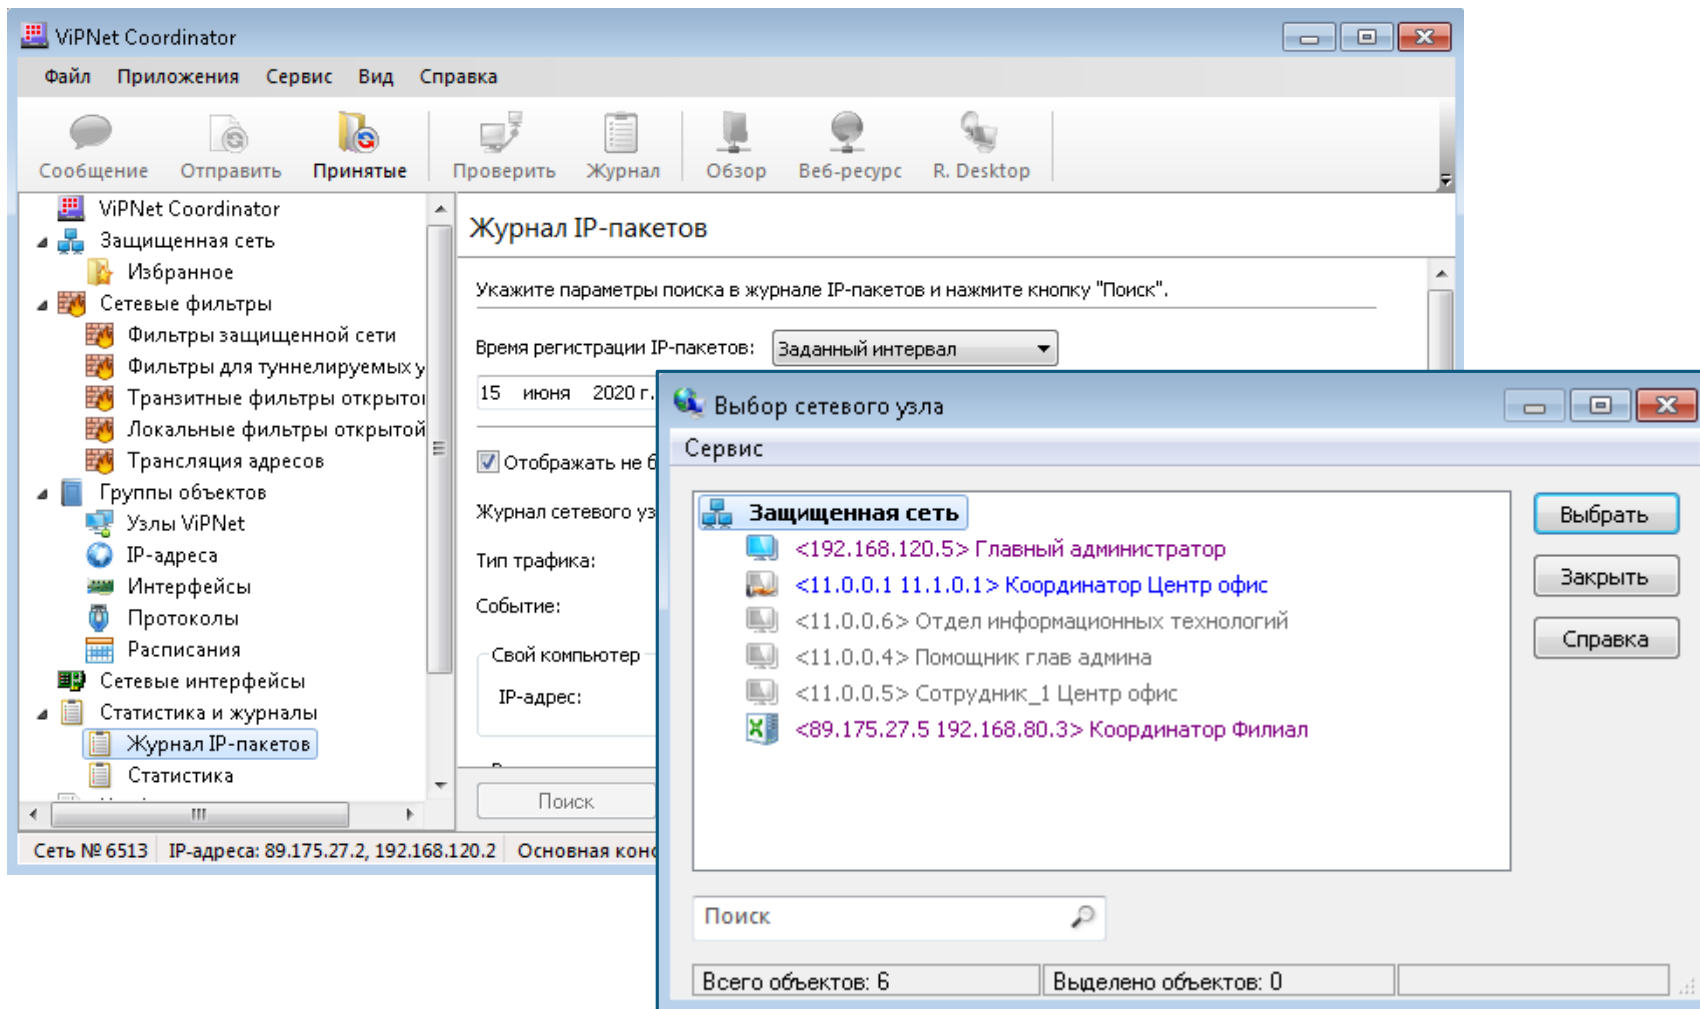 ViPNet Coordinator
Файл Приложения Сервис Вид Справка
Сообщение Отправить Принятые Проверить Журнал Обзор Веб-ресурс R. Desktop
ViPNet Coordinator
Защищенная сеть
Избранное
Сетевые фильтры
Фильтры защищенной сети
Фильтры для туннелируемых у
Транзитные фильтры открыто
Локальные фильтры открытой
Трансляция адресов
Группы объектов
Узлы ViPNet
IP-адреса
Интерфейсы
Протоколы
Расписания
Сетевые интерфейсы
Статистика и журналы
Журнал IP-пакетов
Статистика
Журнал IP-пакетов
Укажите параметры поиска в журнале IP-пакетов и нажмите кнопку "Поиск".
Время регистрации IP-пакетов: Заданный интервал
15 июня 2020 г.
Отображать не б
Журнал сетевого уз
Тип трафика:
Событие:
Свой компьютер
IP-адрес:
Поиск
Сеть № 6513 IP-адреса: 89.175.27.2, 192.168.120.2 Основная конс
Выбор сетевого узла
Сервис
Защищенная сеть
<192.168.120.5> Главный администратор
<11.0.0.1 11.1.0.1> Координатор Центр офис
<11.0.0.6> Отдел информационных технологий
<11.0.0.4> Помощник глав админа
<11.0.0.5> Сотрудник_1 Центр офис
<89.175.27.5 192.168.80.3> Координатор Филиал
Выбрать
Закрыть
Справка
Поиск
Всего объектов: 6 Выделено объектов: 0